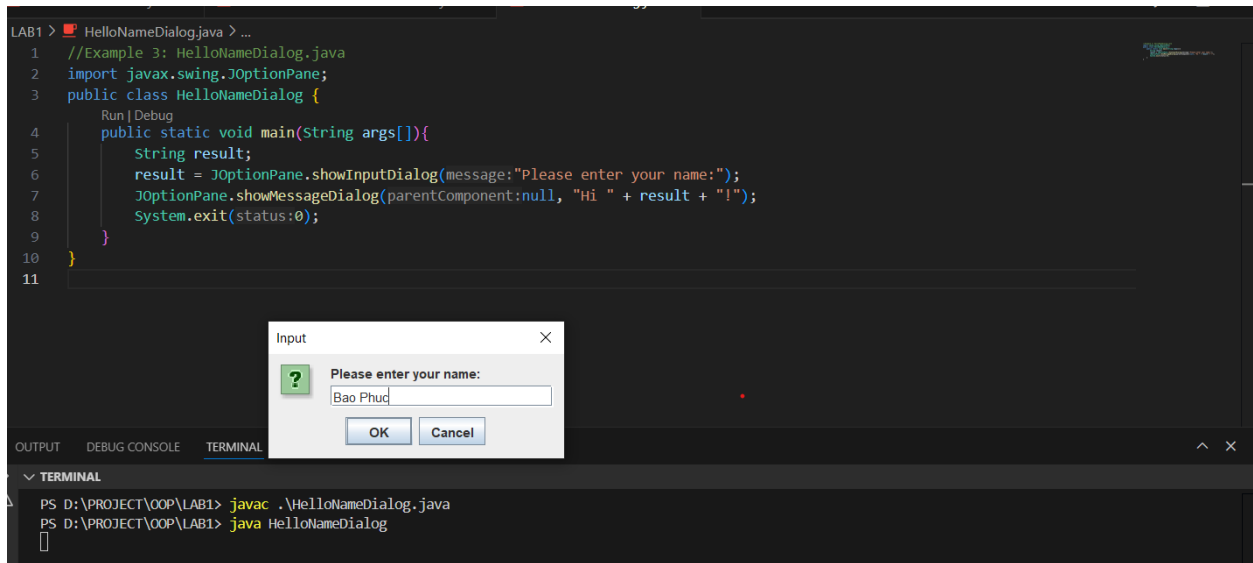 LAB1 > HelloNameDialog.java > ...
1 //Example 3: HelloNameDialog.java
2 import javax.swing.JOptionPane;
3 public class HelloNameDialog {
Run | Debug
4 public static void main(String args[]){
5 String result;
6 result = JOptionPane.showInputDialog(message:"Please enter your name:");
7 JOptionPane.showMessageDialog(parentComponent:null, "Hi " + result + "!");
8 System.exit(status:0);
9 }
10 }
11
Input
?
Please enter your name:
Bao Phuc
OK Cancel
OUTPUT DEBUG CONSOLE TERMINAL
TERMINAL
PS D:\PROJECT\OOP\LAB1> javac .\HelloNameDialog.java
PS D:\PROJECT\OOP\LAB1> java HelloNameDialog